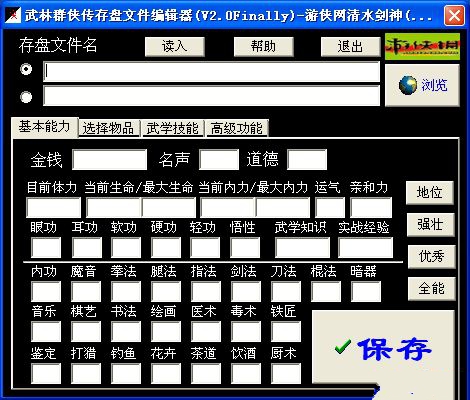 武林群侠传存盘文件编辑器(V2.0Finally)-游侠网清水剑神(...
存盘文件名 读入 帮助 退出 游侠网
浏览
基本能力 选择物品 武学技能 高级功能
金钱 名声 道德
目前体力 当前生命/最大生命 当前内力/最大内力 运气 亲和力 地位
眼功 耳功 软功 硬功 轻功 悟性 武学知识 实战经验 强壮
优秀
内功 魔音 拳法 腿法 指法 剑法 刀法 棍法 暗器
全能
音乐 棋艺 书法 绘画 医术 毒术 铁匠
保存
鉴定 打猎 钓鱼 花卉 茶道 饮酒 厨术